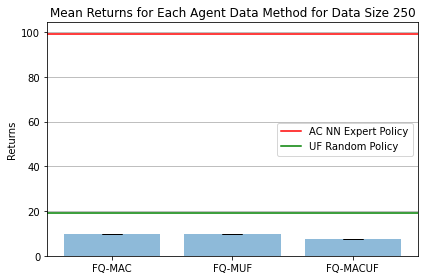 Mean Returns for Each Agent Data Method for Data Size 250
100
80
60
40
20
0
Returns
AC NN Expert Policy
UF Random Policy
FQ-MAC
FQ-MUF
FQ-MACUF